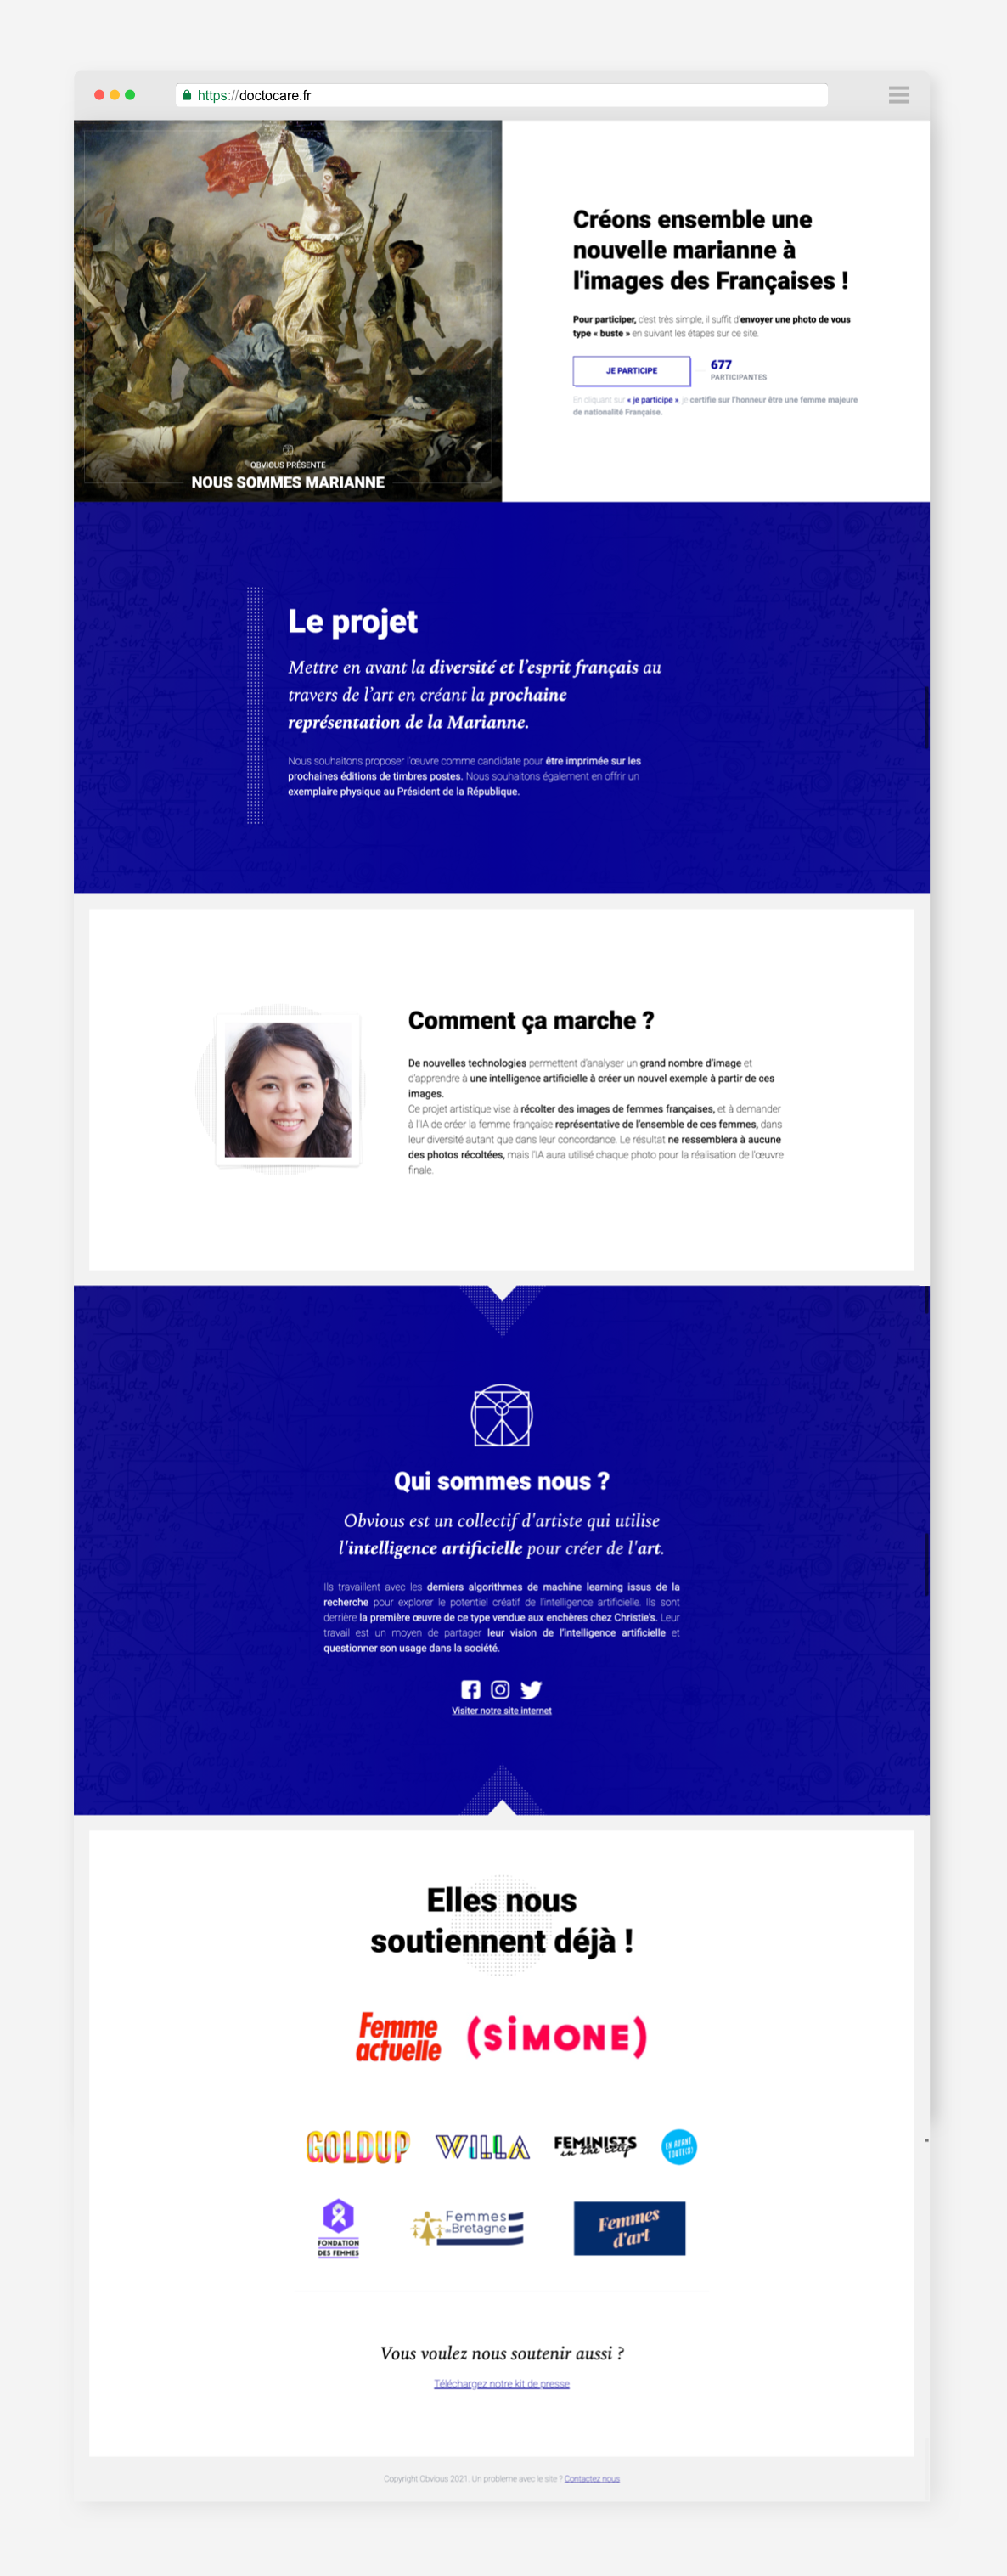 https://doctocare.fr
OBVIOUS PRÉSENTE
NOUS SOMMES MARIANNE
Créons ensemble une
nouvelle marianne à
l'images des Françaises !
Pour participer, c'est très simple, il suffit d'envoyer une photo de vous
type « buste » en suivant les étapes sur ce site.
JE PARTICIPE
677
PARTICIPANTES
En cliquant sur « je participe » je certifie sur l'honneur être une femme majeure
de nationalité Française.
Le projet
Mettre en avant la diversité et l'esprit français au
travers de l'art en créant la prochaine
représentation de la Marianne.
Nous souhaitons proposer l'œuvre comme candidate pour être imprimée sur les
prochaines éditions de timbres postes. Nous souhaitons également en offrir un
exemplaire physique au Président de la République.
Comment ça marche ?
De nouvelles technologies permettent d'analyser un grand nombre d'image et
d'apprendre à une intelligence artificielle à créer un nouvel exemple à partir de ces
images.
Ce projet artistique vise à récolter des images de femmes françaises, et à demander
à l'IA de créer la femme française représentative de l'ensemble de ces femmes, dans
leur diversité autant que dans leur concordance. Le résultat ne ressemblera à aucune
des photos récoltées, mais l'IA aura utilisé chaque photo pour la réalisation de l'œuvre
finale.
Qui sommes nous ?
Obvious est un collectif d'artiste qui utilise
l'intelligence artificielle pour créer de l'art.
Ils travaillent avec les derniers algorithmes de machine learning issus de la
recherche pour explorer le potentiel créatif de l'intelligence artificielle. Ils sont
derrière la première œuvre de ce type vendue aux enchères chez Christie's. Leur
travail est un moyen de partager leur vision de l'intelligence artificielle et
questionner son usage dans la société.
Visiter notre site internet
Elles nous
soutiennent déjà !
Femme
actuelle
(SiMONE)
GOLDUP
WILLA
FEMINISTS
in the city
EN AVANT
TOUTE(S)
FONDATION
DES FEMMES
Femmes
de Bretagne
Femmes
d'art
Vous voulez nous soutenir aussi ?
Téléchargez notre kit de presse
Copyright Obvious 2021. Un probleme avec le site ? Contactez nous